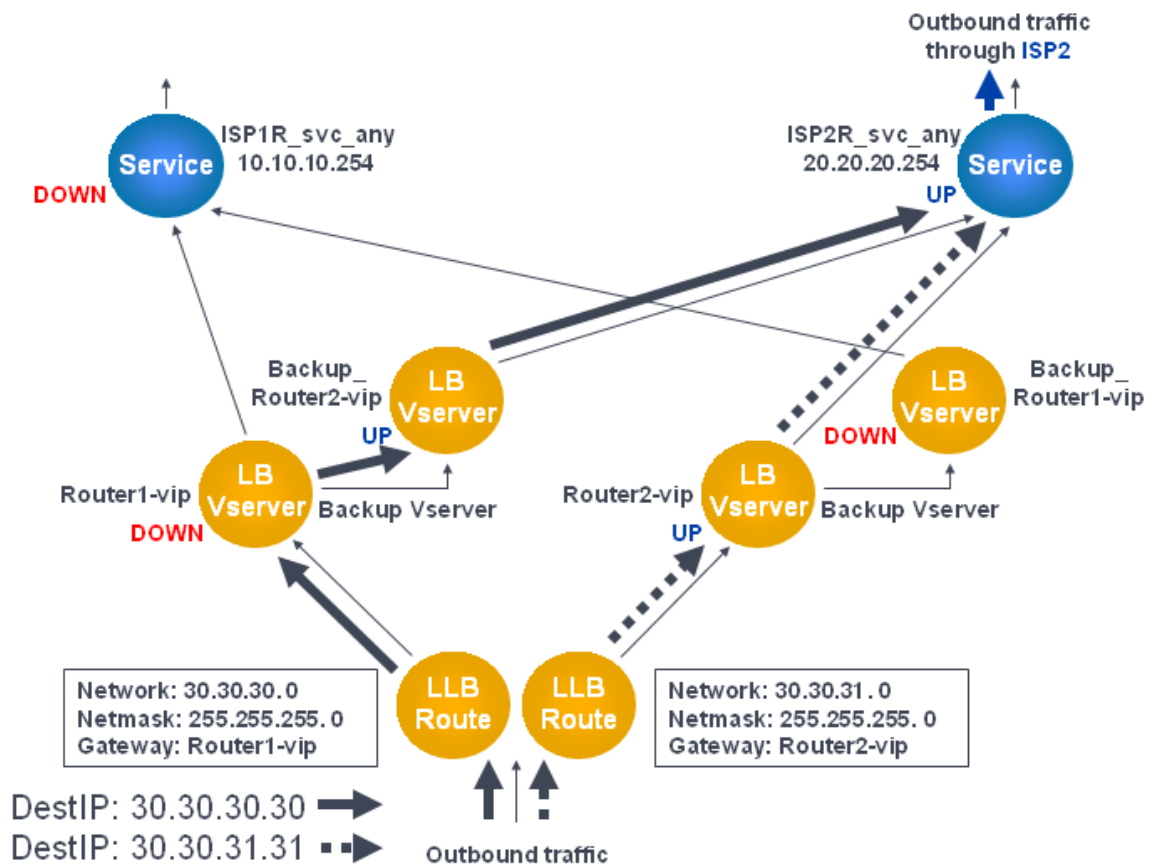 Outbound traffic
through ISP2
ISP1R_svc_any
10.10.10.254
Service
DOWN
ISP2R_svc_any
20.20.20.254
Service
UP
Backup_
Router2-vip
LB
Vserver
UP
LB
Vserver
Backup_
Router1-vip
DOWN
Router1-vip
LB
Vserver
Backup Vserver
DOWN
Router2-vip
LB
Vserver
Backup Vserver
UP
Network: 30.30.30.0
Netmask: 255.255.255.0
Gateway: Router1-vip
LLB
Route
LLB
Route
Network: 30.30.31.0
Netmask: 255.255.255.0
Gateway: Router2-vip
DestIP: 30.30.30.30
DestIP: 30.30.31.31
Outbound traffic